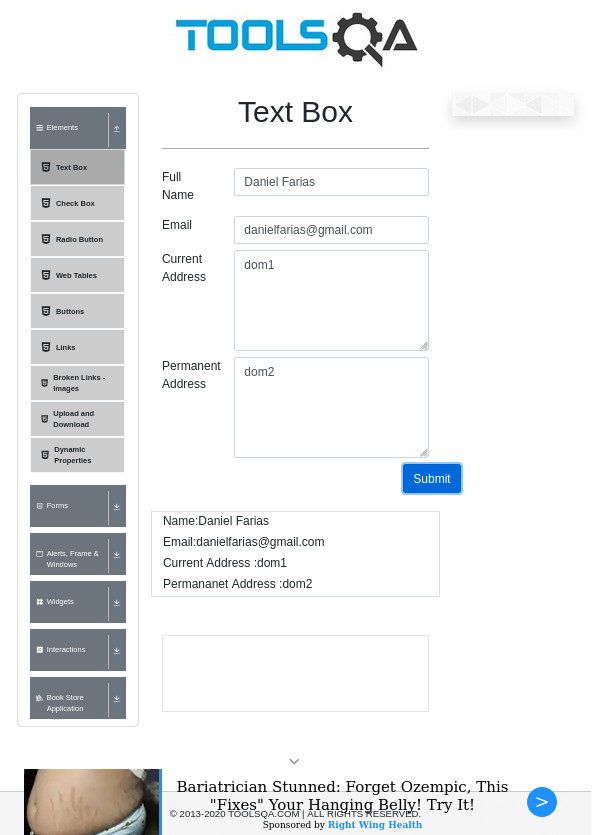 TOOLSQA
Elements
Text Box
Check Box
Radio Button
Web Tables
Buttons
Links
Broken Links -
Images
Upload and
Download
Dynamic
Properties
Forms
Alerts, Frame &
Windows
Widgets
Interactions
Book Store
Application
Text Box
Full
Name
Daniel Farias
Email
danielfarias@gmail.com
Current
Address
dom1
Permanent
Address
dom2
Submit
Name:Daniel Farias
Email:danielfarias@gmail.com
Current Address :dom1
Permananet Address :dom2
Bariatrician Stunned: Forget Ozempic, This
"Fixes" Your Hanging Belly! Try It!
© 2013-2020 TOOLSQA.COM | ALL RIGHTS RESERVED.
Sponsored by Right Wing Health